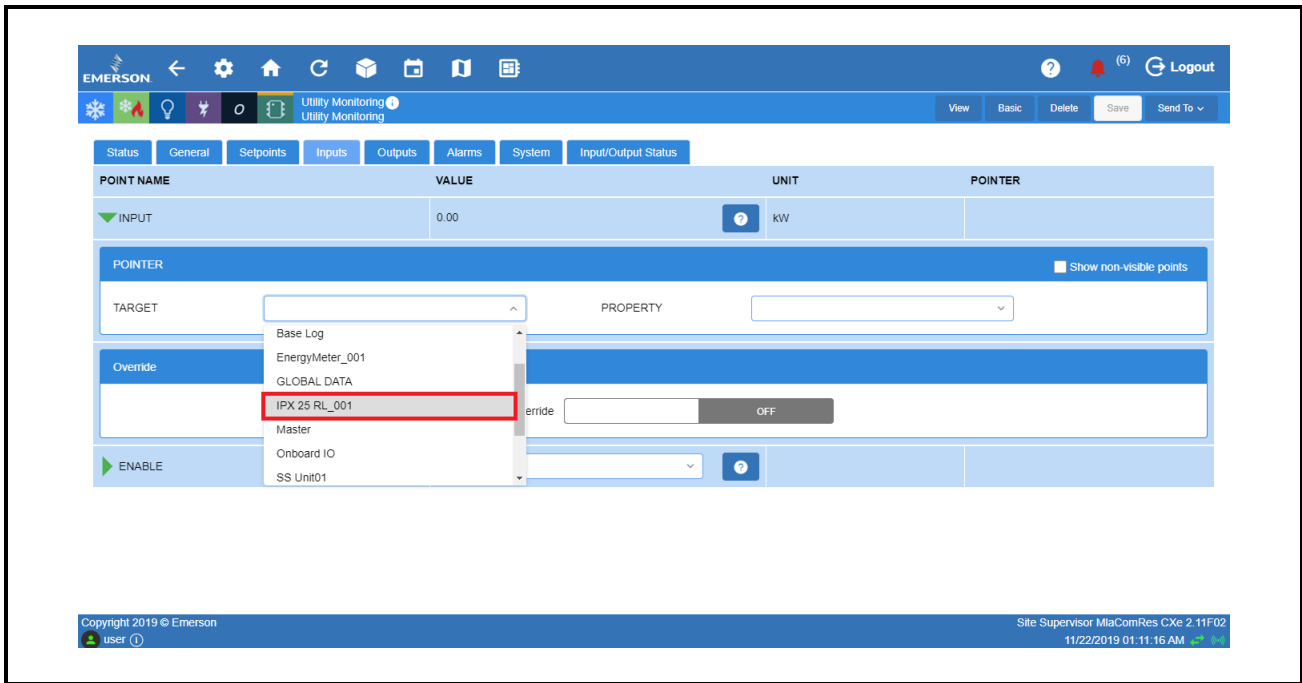 EMERSON
(6)
Logout
O
Utility Monitoring
Utility Monitoring
View Basic Delete Save Send To
Status General Setpoints Inputs Outputs Alarms System Input/Output Status
POINT NAME VALUE UNIT POINTER
INPUT 0.00 ? kW
POINTER Show non-visible points
TARGET PROPERTY
Base Log
EnergyMeter_001
Override
GLOBAL DATA
IPX 25 RL_001
erride OFF
Master
Onboard IO
ENABLE ?
SS Unit01
Copyright 2019 © Emerson
user
Site Supervisor MlaComRes CXe 2.11F02
11/22/2019 01:11:16 AM